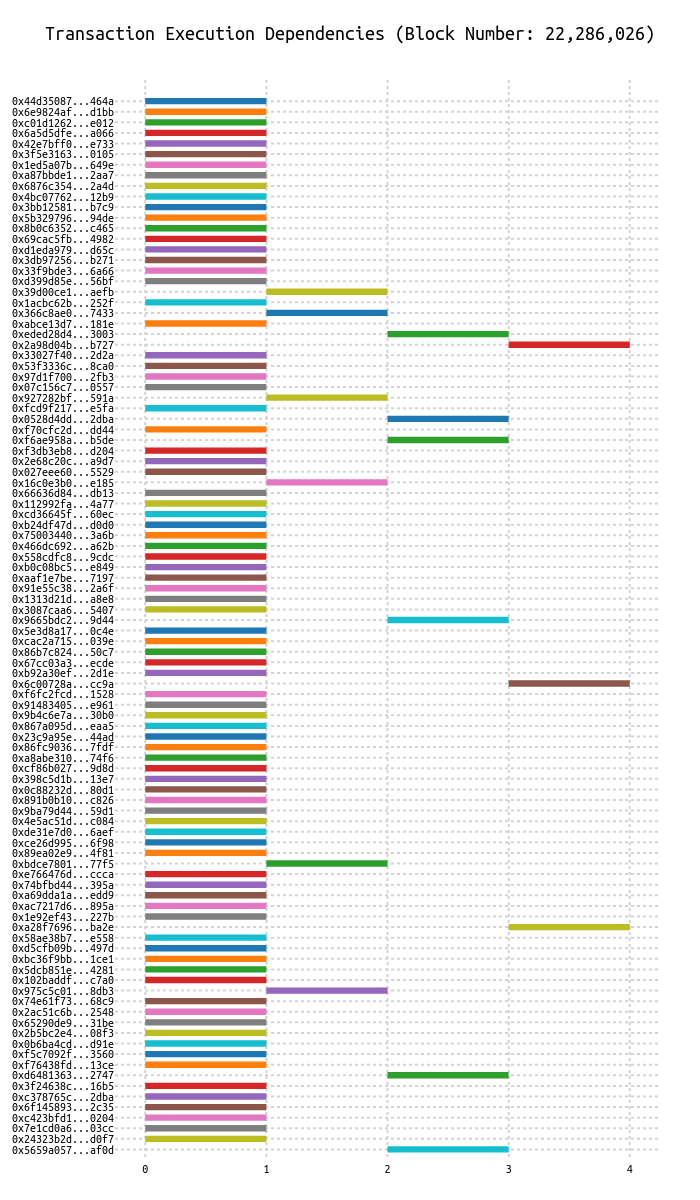 Transaction Execution Dependencies (Block Number: 22,286,026)
0x44d35087...464a
0x6e9824af...d1bb
0xc01d1262...e012
0x6a5d5dfe...a066
0x42e7bff0...e733
0x3f5e3163...0105
0x1ed5a07b...649e
0xa87bbde1...2aa7
0x6876c354...2a4d
0x4bc07762...12b9
0x3bb12581...b7c9
0x5b329796...94de
0x8b0c6352...c465
0x69cac5fb...4982
0xd1eda979...d65c
0x3db97256...b271
0x33f9bde3...6a66
0xd399d85e...56bf
0x39d00ce1...aefb
0x1acbc62b...252f
0x366c8ae0...7433
0xabce13d7...181e
0xeded28d4...3003
0x2a98d04b...b727
0x33027f40...2d2a
0x53f3336c...8ca0
0x97d1f700...2fb3
0x07c156c7...0557
0x927282bf...591a
0xfcd9f217...e5fa
0x0528d4dd...2dba
0xf70cfc2d...dd44
0xf6ae958a...b5de
0xf3db3eb8...d204
0x2e68c20c...a9d7
0x027eee60...5529
0x16c0e3b0...e185
0x66636d84...db13
0x112992fa...4a77
0xcd36645f...60ec
0xb24df47d...d0d0
0x75003440...3a6b
0x466dc692...a62b
0x558cdfc8...9cdc
0xb0c08bc5...e849
0xaaf1e7be...7197
0x91e55c38...2a6f
0x1313d21d...a8e8
0x3087caa6...5407
0x9665bdc2...9d44
0x5e3d8a17...0c4e
0xcac2a715...039e
0x86b7c824...50c7
0x67cc03a3...ecde
0xb92a30ef...2d1e
0x6c00728a...cc9a
0xf6fc2fcd...1528
0x91483405...e961
0x9b4c6e7a...30b0
0x867a095d...eaa5
0x23c9a95e...44ad
0x86fc9036...7fdf
0xa8abe310...74f6
0xcf86b027...9d8d
0x398c5d1b...13e7
0x0c88232d...80d1
0x891b0b10...c826
0x9ba79d44...59d1
0x4e5ac51d...c084
0xde31e7d0...6aef
0xce26d995...6f98
0x89ea02e9...4f81
0xbdce7801...77f5
0xe766476d...ccca
0x74bfbd44...395a
0xa69dda1a...edd9
0xac7217d6...895a
0x1e92ef43...227b
0xa28f7696...ba2e
0x58ae38b7...e558
0xd5cfb09b...497d
0xbc36f9bb...1ce1
0x5dcb851e...4281
0x102baddf...c7a0
0x975c5c01...8db3
0x74e61f73...68c9
0x2ac51c6b...2548
0x65290de9...31be
0x2b5bc2e4...08f3
0x0b6ba4cd...d91e
0xf5c7092f...3560
0xf76438fd...13ce
0xd6481363...2747
0x3f24638c...16b5
0xc378765c...2dba
0x6f145893...2c35
0xc423bfd1...0204
0x7e1cd0a6...03cc
0x24323b2d...d0f7
0x5659a057...af0d
0 1 2 3 4